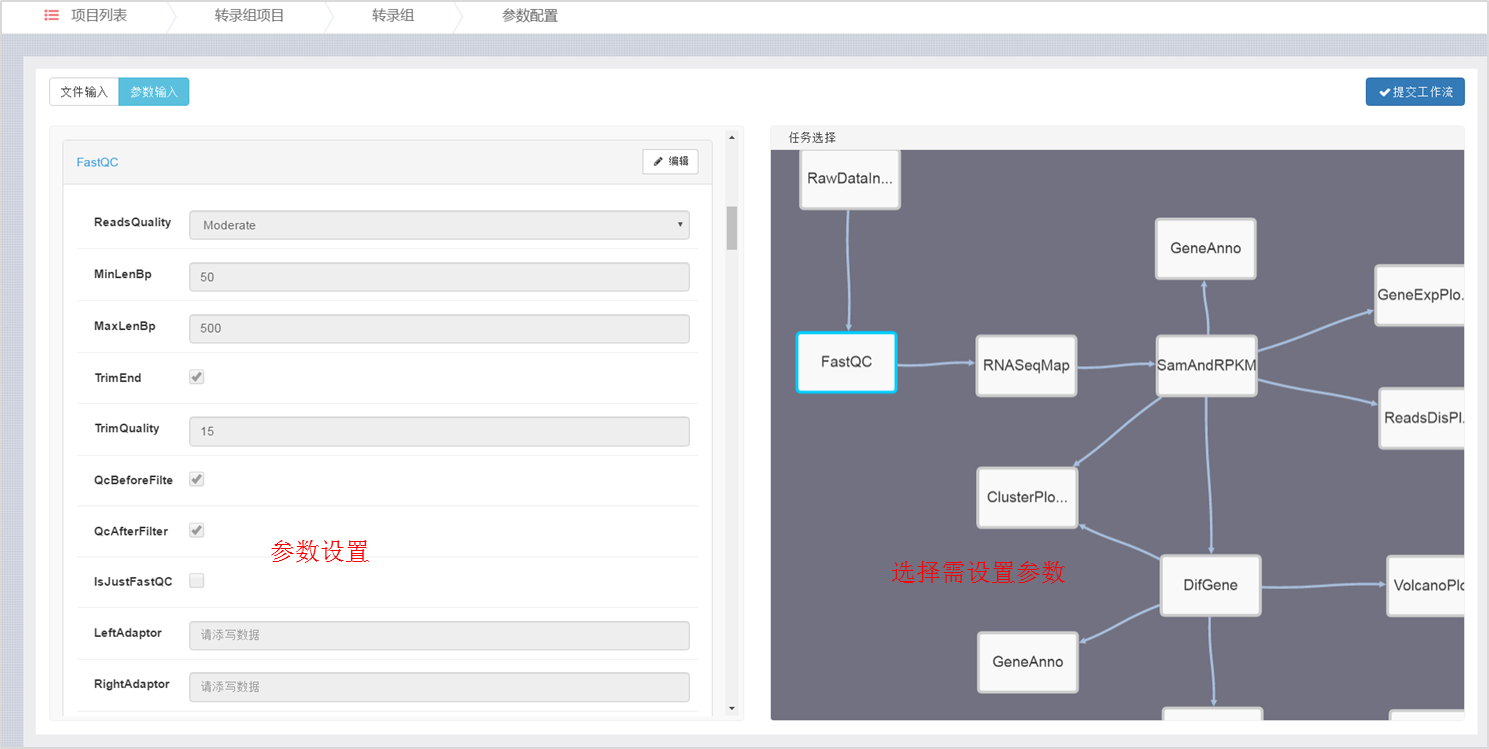 项目列表
转录组项目
转录组
参数配置
文件输入
参数输入
提交工作流
FastQC
编辑
ReadsQuality
Moderate
MinLenBp
50
MaxLenBp
500
TrimEnd
TrimQuality
15
QcBeforeFilte
QcAfterFilter
参数设置
IsJustFastQC
LeftAdaptor
请添写数据
RightAdaptor
请添写数据
任务选择
RawDataIn...
GeneAnno
GeneExpPlo.
FastQC
RNASeqMap
SamAndRPKM
ReadsDisPl.
ClusterPlo...
选择需设置参数
DifGene
VolcanoPlo
GeneAnno